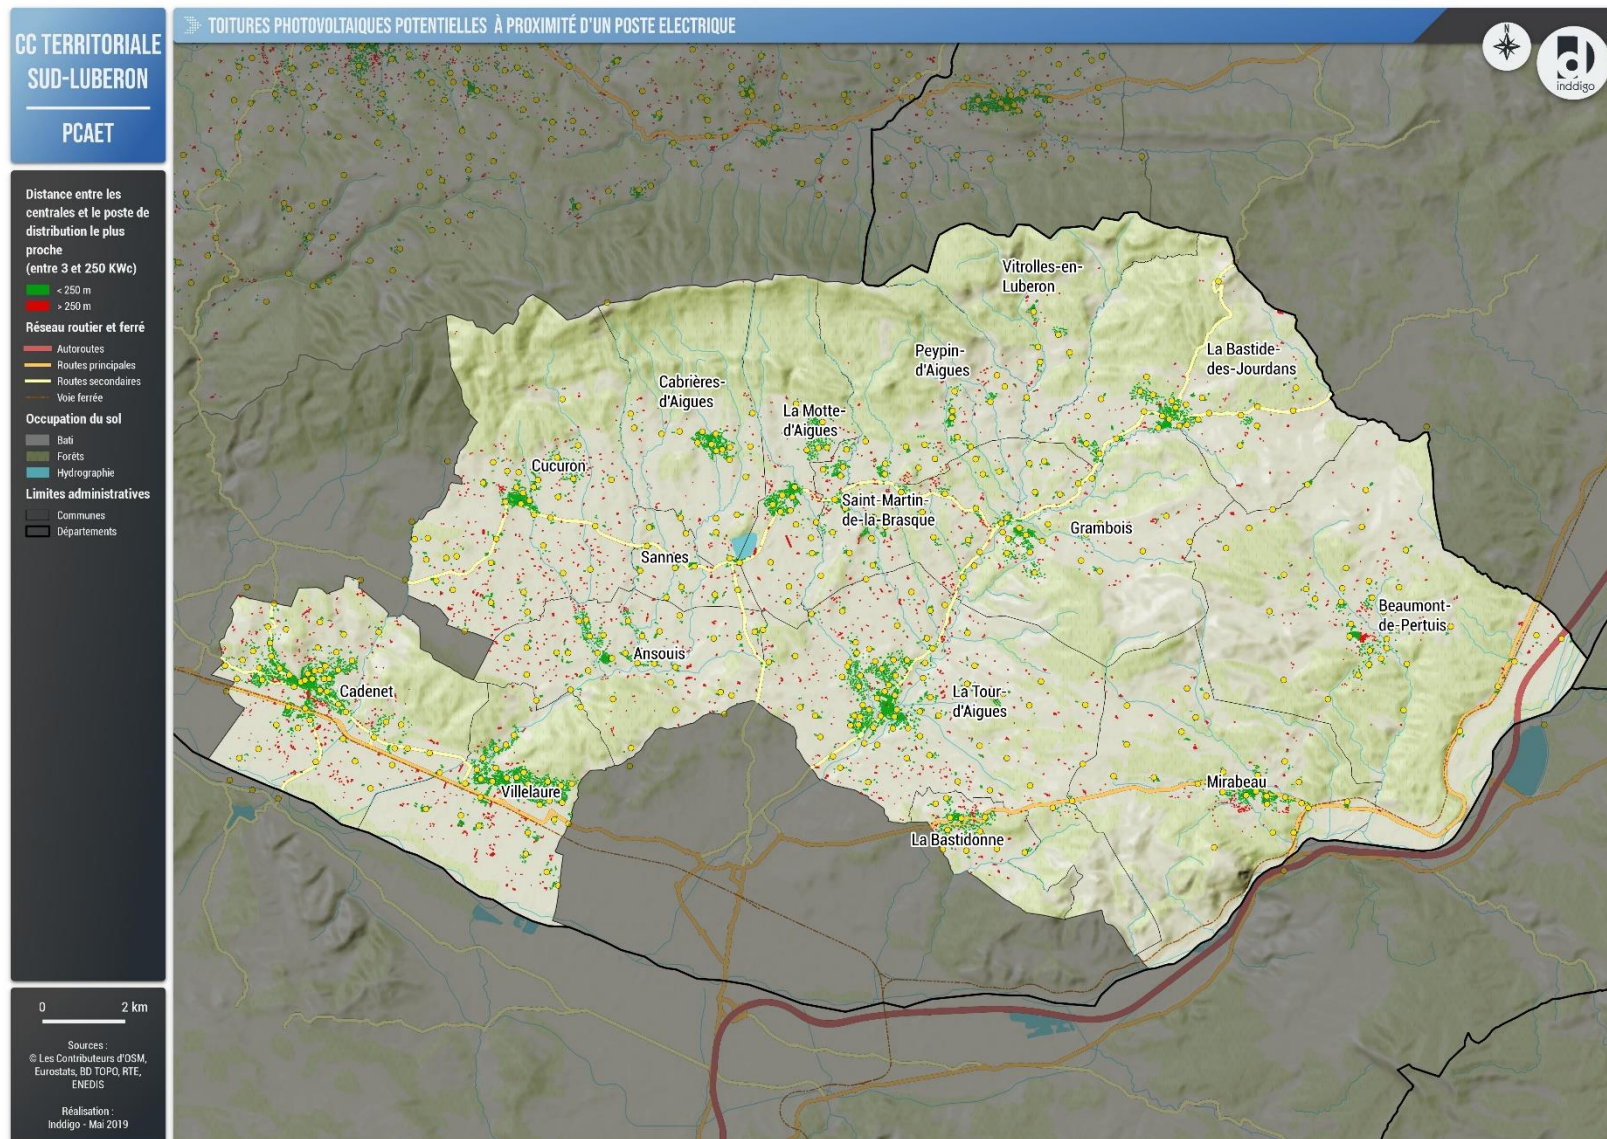 CC TERRITORIALE
SUD-LUBERON
PCAET
TOITURES PHOTOVOLTAIQUES POTENTIELLES À PROXIMITÉ D'UN POSTE ELECTRIQUE
N
inddigo
Distance entre les
centrales et le poste de
distribution le plus
proche
(entre 3 et 250 KWc)
< 250 m
> 250 m
Réseau routier et ferré
Autoroutes
Routes principales
Routes secondaires
Voie ferrée
Occupation du sol
Bati
Forêts
Hydrographie
Limites administratives
Communes
Départements
0 2 km
Sources :
© Les Contributeurs d'OSM,
Eurostats, BD TOPO, RTE,
ENEDIS
Réalisation :
Inddigo - Mai 2019
Vitrolles-en-
Luberon
Peypin-
d'Aigues
La Bastide-
des-Jourdans
Cabrières-
d'Aigues
La Motte-
d'Aigues
Cucuron
Saint-Martin-
de-la-Brasque
Grambois
Sannes
Beaumont-
de-Pertuis
Ansouis
Cadenet
La Tour-
d'Aigues
Mirabeau
Villelaure
La Bastidonne